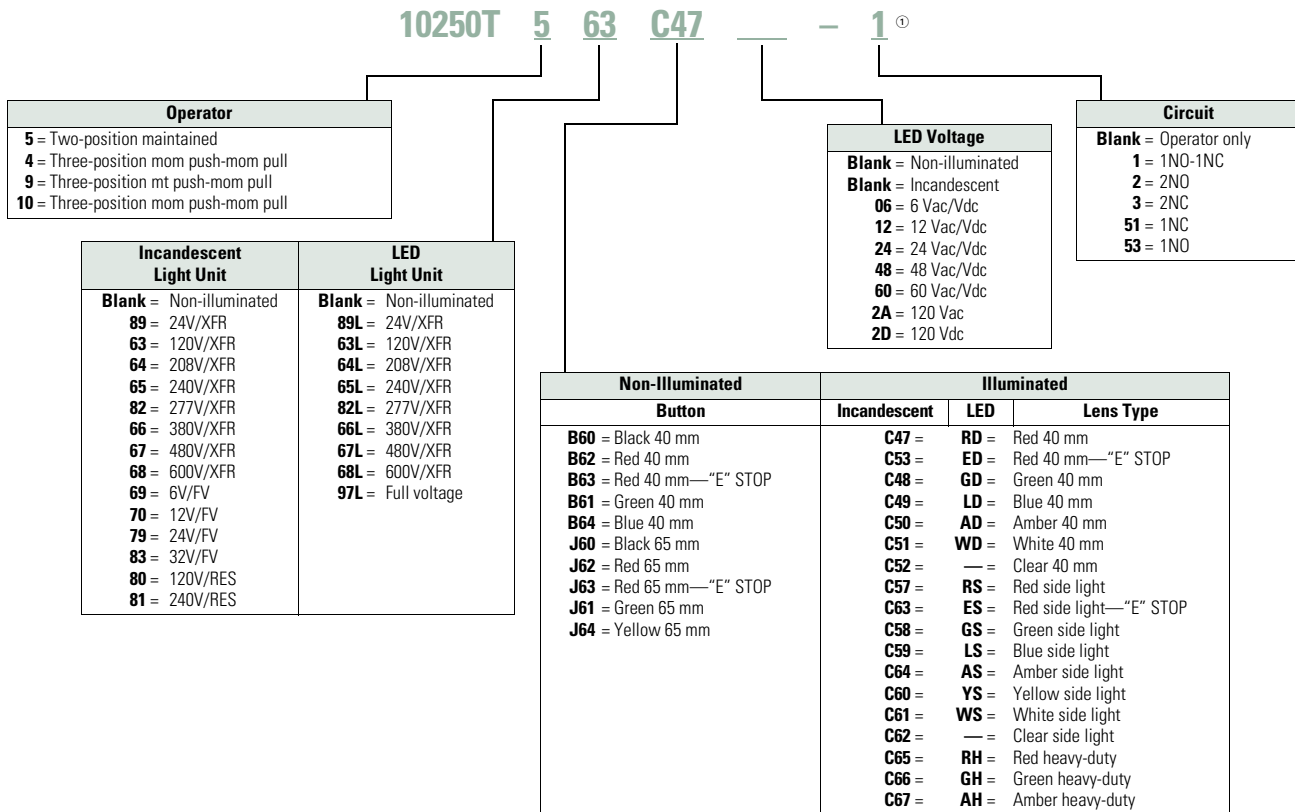 10250T 5 63 C47 ___ – 1 ①
Operator
5 = Two-position maintained
4 = Three-position mom push-mom pull
9 = Three-position mt push-mom pull
10 = Three-position mom push-mom pull
Incandescent Light Unit
Blank = Non-illuminated
89 = 24V/XFR
63 = 120V/XFR
64 = 208V/XFR
65 = 240V/XFR
82 = 277V/XFR
66 = 380V/XFR
67 = 480V/XFR
68 = 600V/XFR
69 = 6V/FV
70 = 12V/FV
79 = 24V/FV
83 = 32V/FV
80 = 120V/RES
81 = 240V/RES
LED Light Unit
Blank = Non-illuminated
89L = 24V/XFR
63L = 120V/XFR
64L = 208V/XFR
65L = 240V/XFR
82L = 277V/XFR
66L = 380V/XFR
67L = 480V/XFR
68L = 600V/XFR
97L = Full voltage
LED Voltage
Blank = Non-illuminated
Blank = Incandescent
06 = 6 Vac/Vdc
12 = 12 Vac/Vdc
24 = 24 Vac/Vdc
48 = 48 Vac/Vdc
60 = 60 Vac/Vdc
2A = 120 Vac
2D = 120 Vdc
Circuit
Blank = Operator only
1 = 1NO-1NC
2 = 2NO
3 = 2NC
51 = 1NC
53 = 1NO
Non-Illuminated
Button
B60 = Black 40 mm
B62 = Red 40 mm
B63 = Red 40 mm—“E” STOP
B61 = Green 40 mm
B64 = Blue 40 mm
J60 = Black 65 mm
J62 = Red 65 mm
J63 = Red 65 mm—“E” STOP
J61 = Green 65 mm
J64 = Yellow 65 mm
Illuminated
Incandescent LED Lens Type
C47 = RD = Red 40 mm
C53 = ED = Red 40 mm—“E” STOP
C48 = GD = Green 40 mm
C49 = LD = Blue 40 mm
C50 = AD = Amber 40 mm
C51 = WD = White 40 mm
C52 = — = Clear 40 mm
C57 = RS = Red side light
C63 = ES = Red side light—“E” STOP
C58 = GS = Green side light
C59 = LS = Blue side light
C64 = AS = Amber side light
C60 = YS = Yellow side light
C61 = WS = White side light
C62 = — = Clear side light
C65 = RH = Red heavy-duty
C66 = GH = Green heavy-duty
C67 = AH = Amber heavy-duty